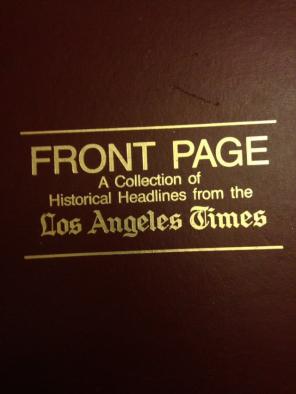 FRONT PAGE
A Collection of
Historical Headlines from the
Los Angeles Times